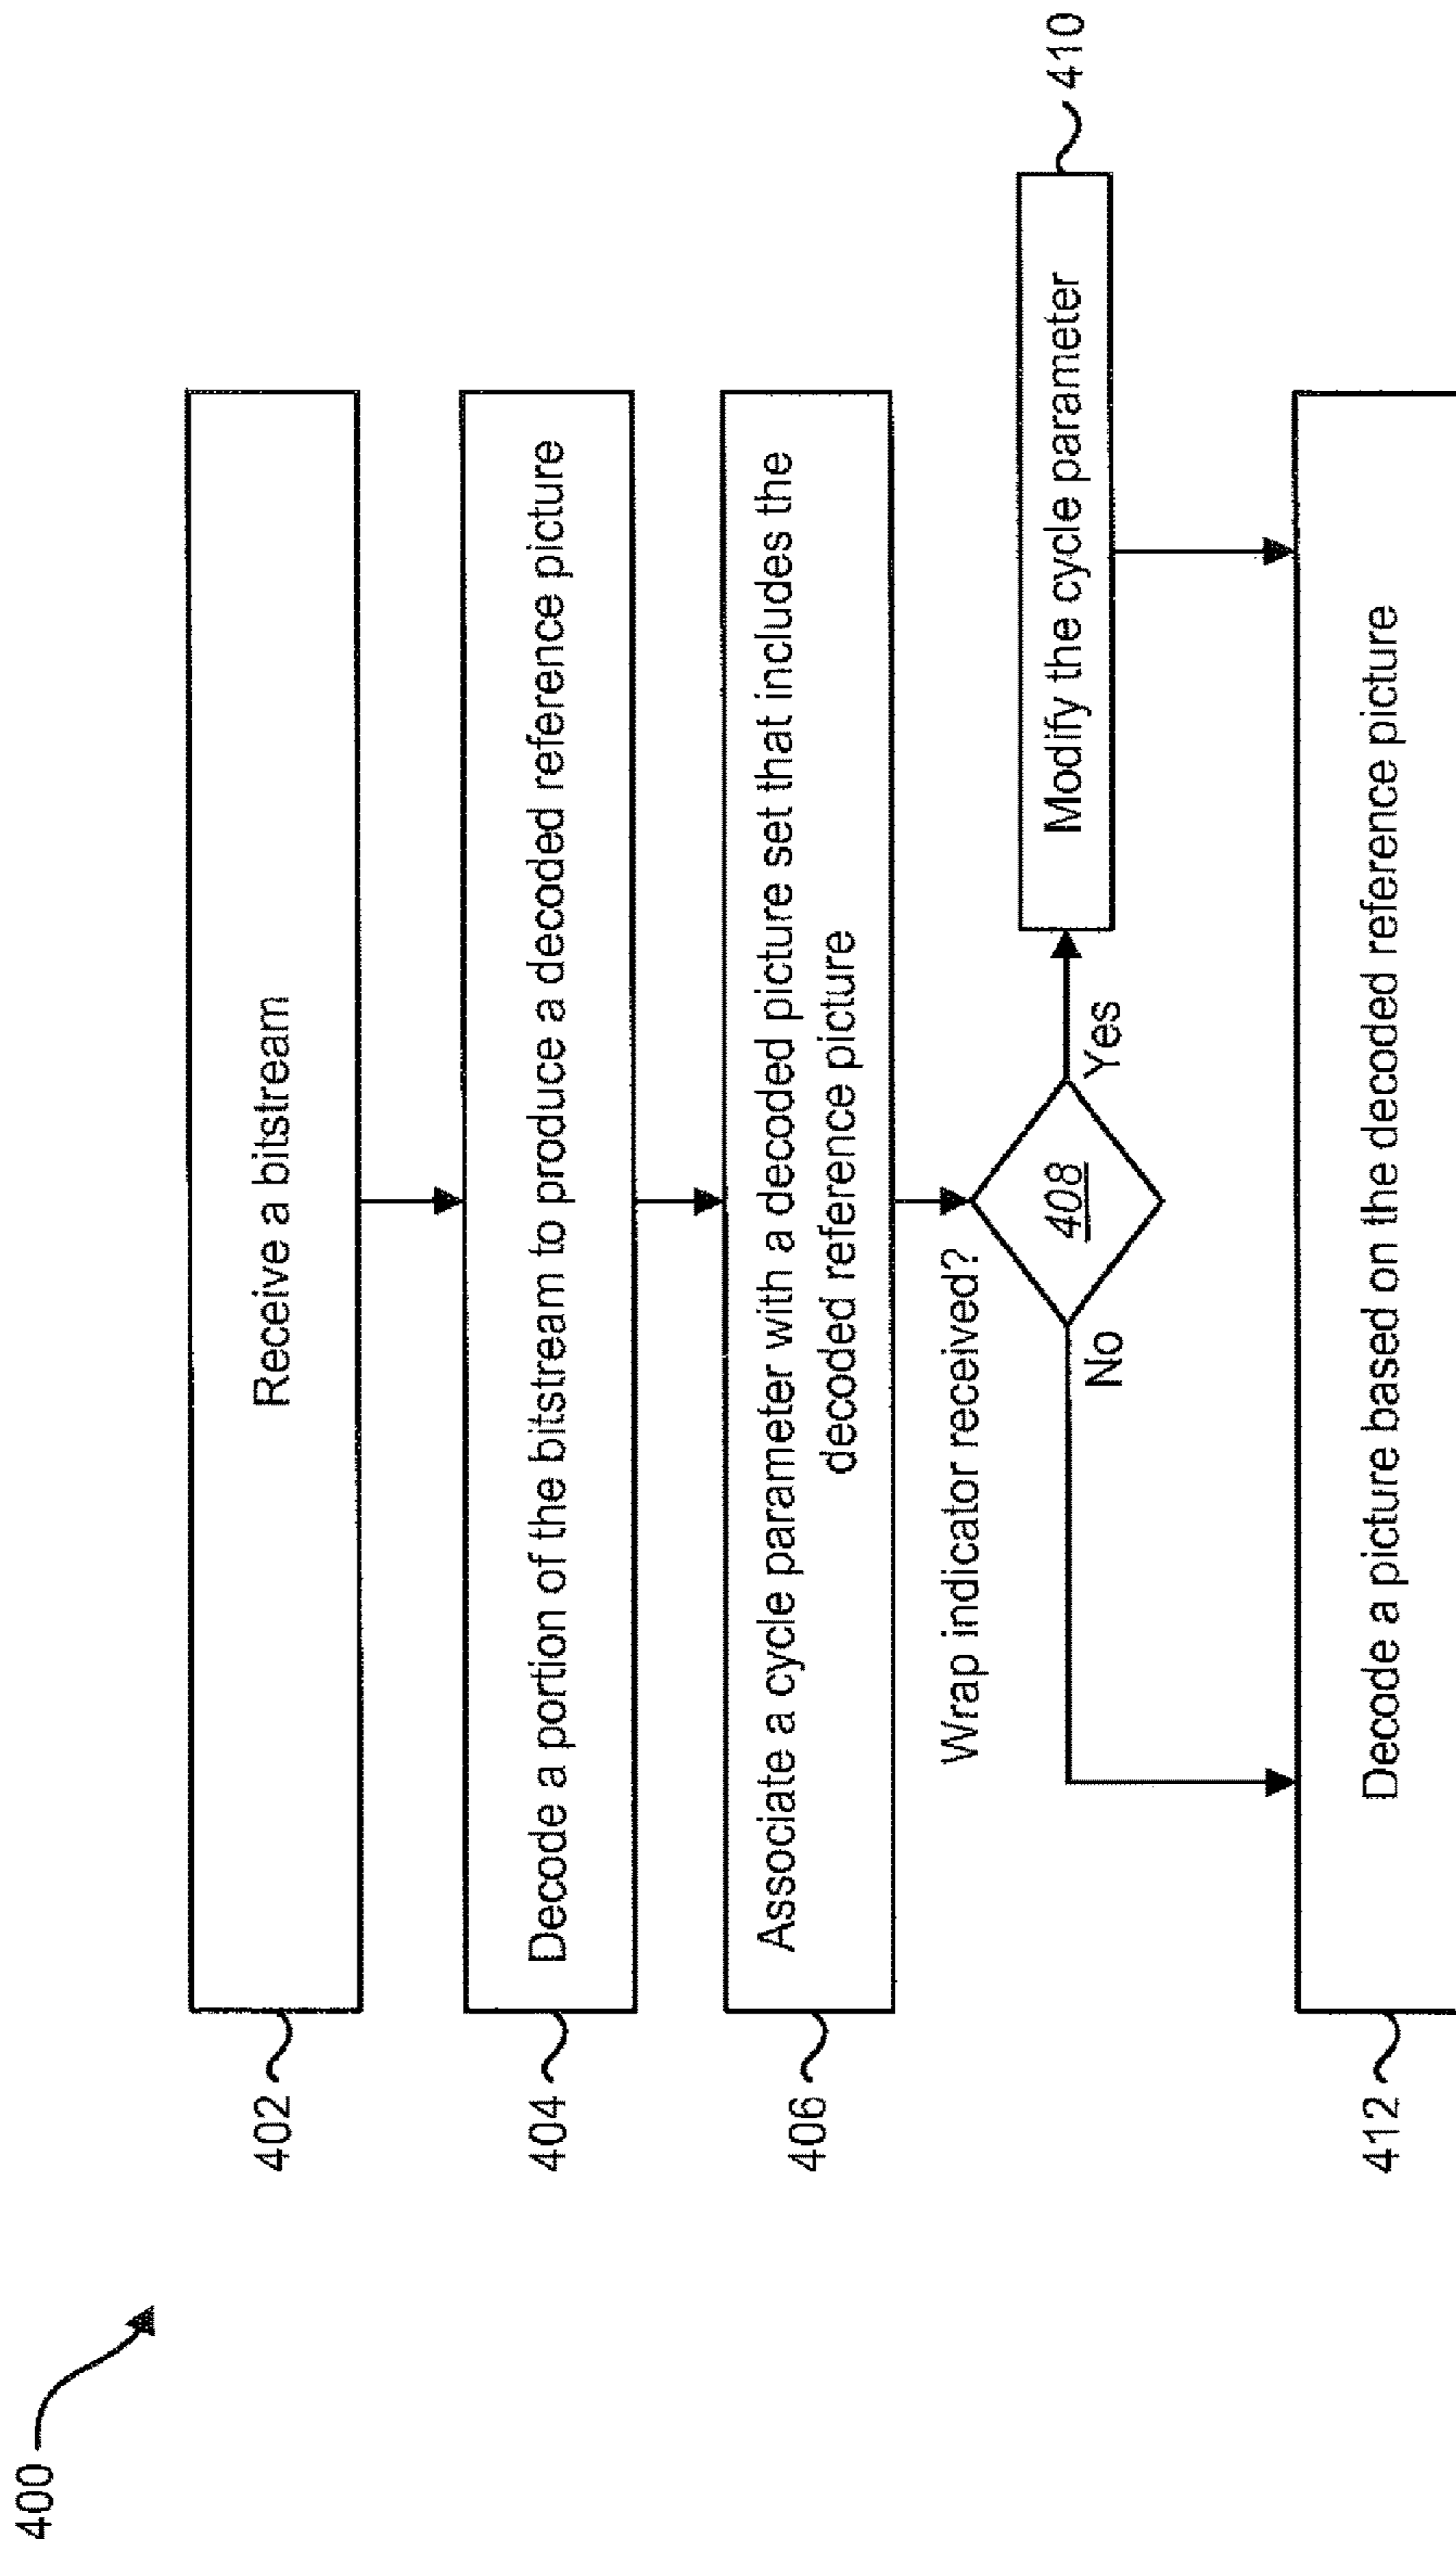 400
402
Receive a bitstream
404
Decode a portion of the bitstream to produce a decoded reference picture
406
Associate a cycle parameter with a decoded picture set that includes the
decoded reference picture
Wrap indicator received?
408
No
Yes
Modify the cycle parameter
410
412
Decode a picture based on the decoded reference picture